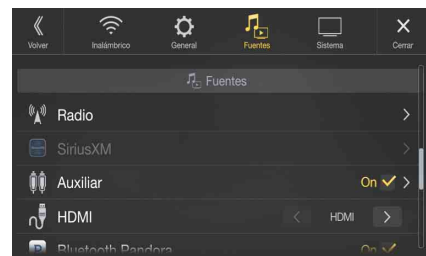 Volver
Inalámbrico
General
Fuentes
Sistema
Cerrar
Fuentes
Radio
SiriusXM
Auxiliar
On
HDMI
HDMI
Bluetooth Pandora
On